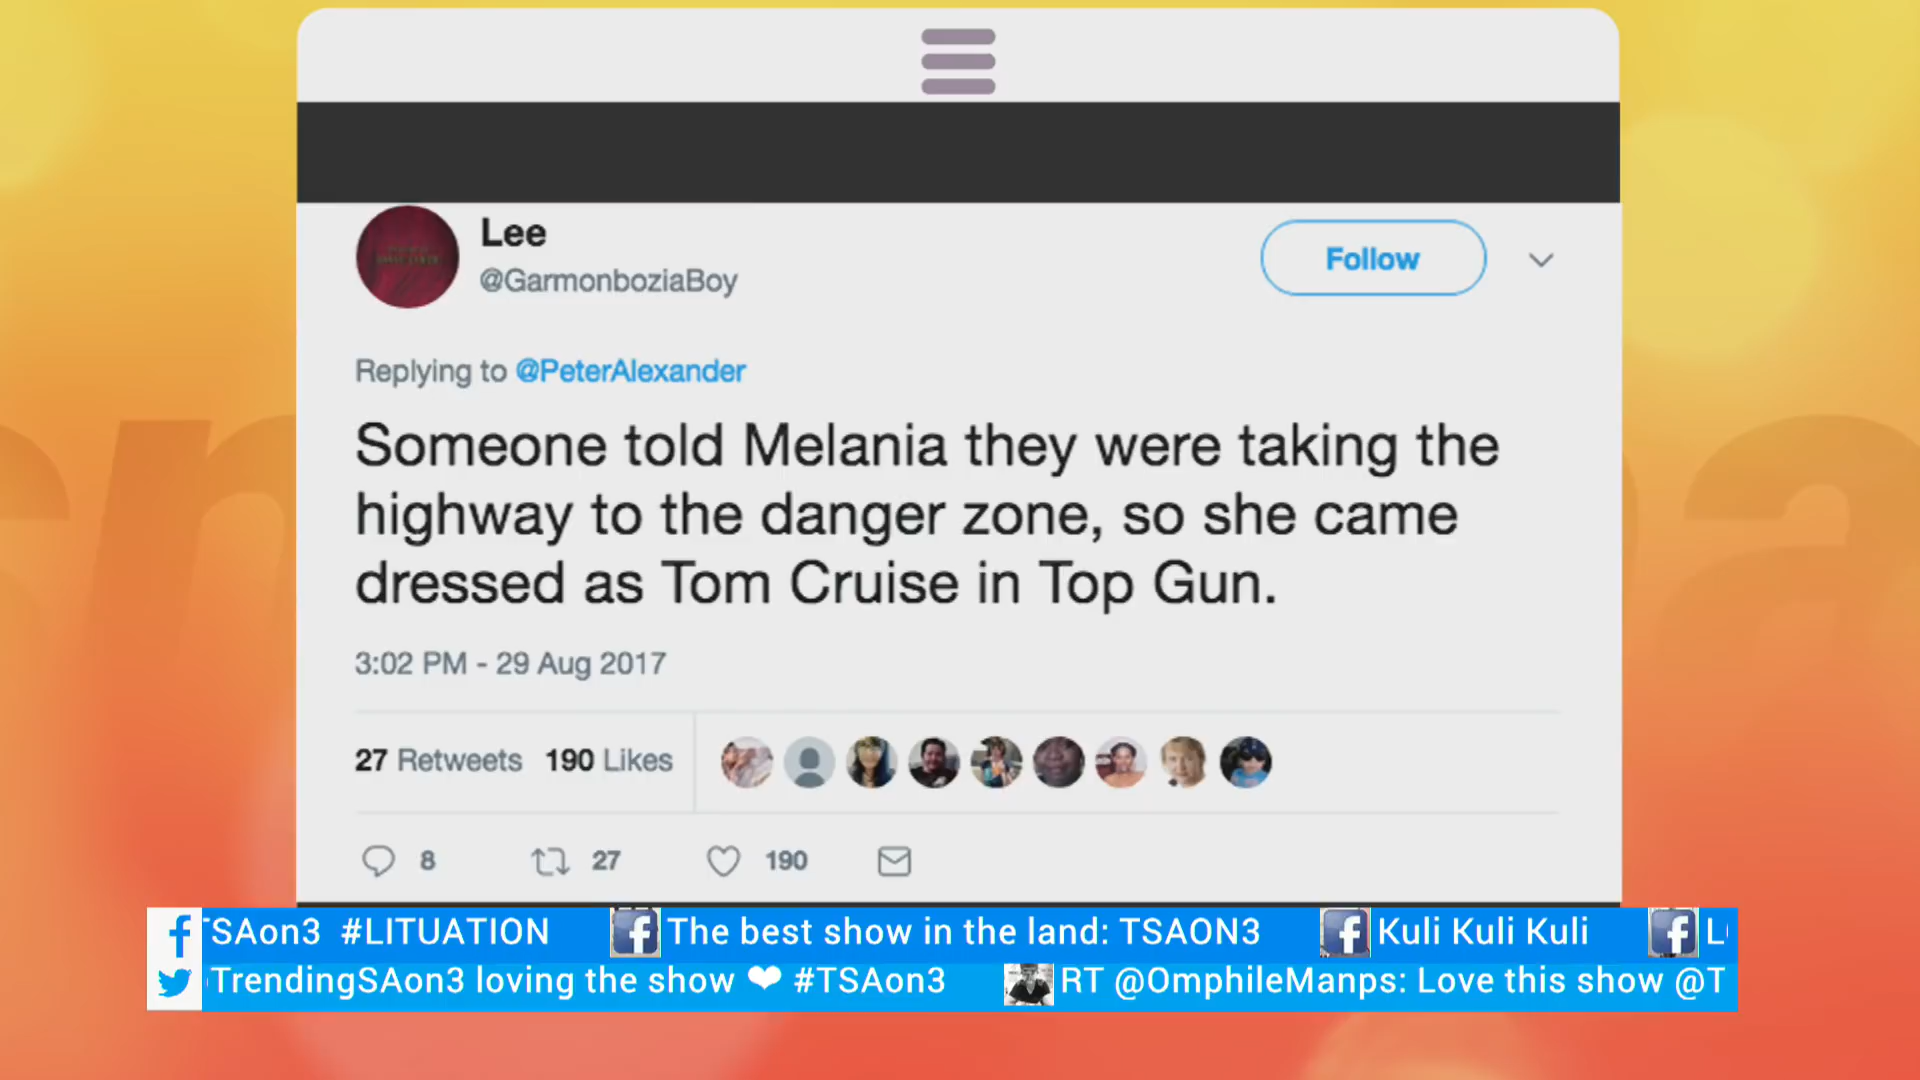 Lee
@GarmonboziaBoy
Follow
Replying to @PeterAlexander
Someone told Melania they were taking the
highway to the danger zone, so she came
dressed as Tom Cruise in Top Gun.
3:02 PM - 29 Aug 2017
27 Retweets 190 Likes
8 27 190
TSAon3 #LITUATION The best show in the land: TSAON3 Kuli Kuli Kuli
TrendingSAon3 loving the show ❤ #TSAon3 RT @OmphileManps: Love this show @T